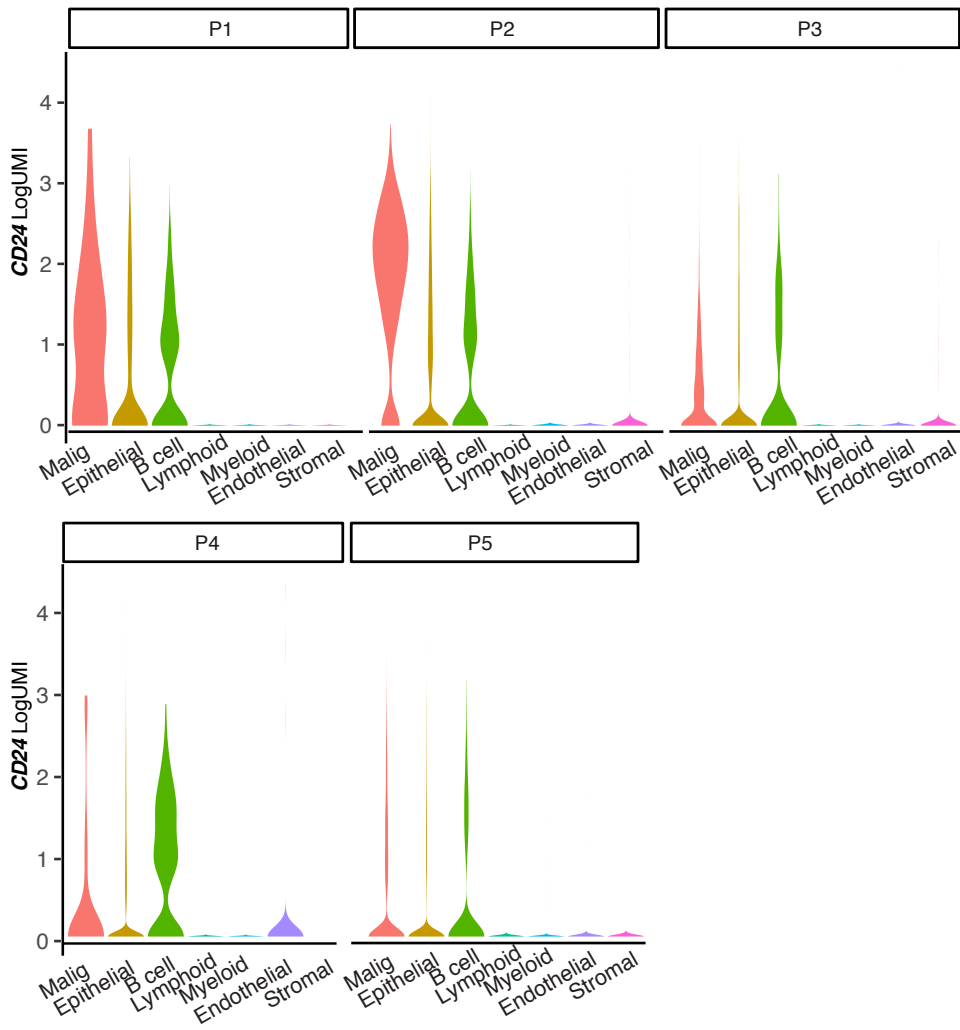 P1 P2 P3
CD24 LogUMI
4
3
2
1
0
Malig Epithelial B cell Lymphoid Myeloid Endothelial Stromal Malig Epithelial B cell Lymphoid Myeloid Endothelial Stromal Malig Epithelial B cell Lymphoid Myeloid Endothelial Stromal
P4 P5
CD24 LogUMI
4
3
2
1
0
Malig Epithelial B cell Lymphoid Myeloid Endothelial Stromal Malig Epithelial B cell Lymphoid Myeloid Endothelial Stromal